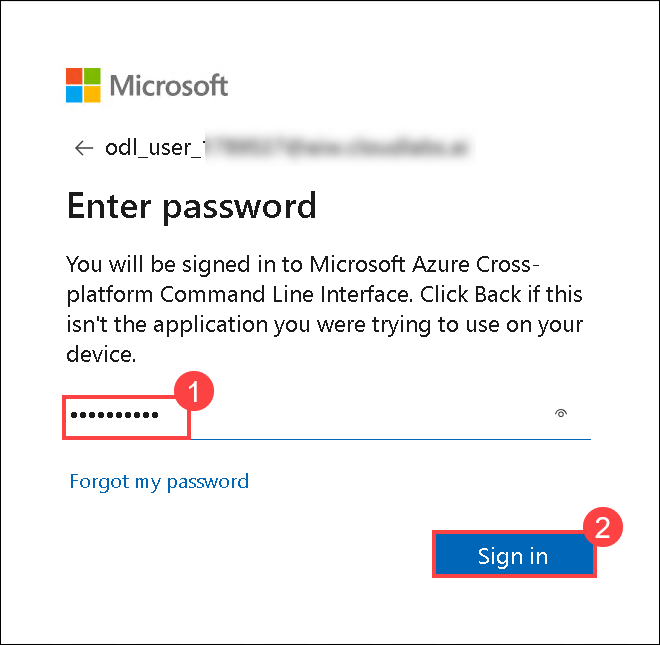 Microsoft
← odl_user_
Enter password
You will be signed in to Microsoft Azure Cross-
platform Command Line Interface. Click Back if this
isn't the application you were trying to use on your
device.
1
••••••••••
Forgot my password
2
Sign in